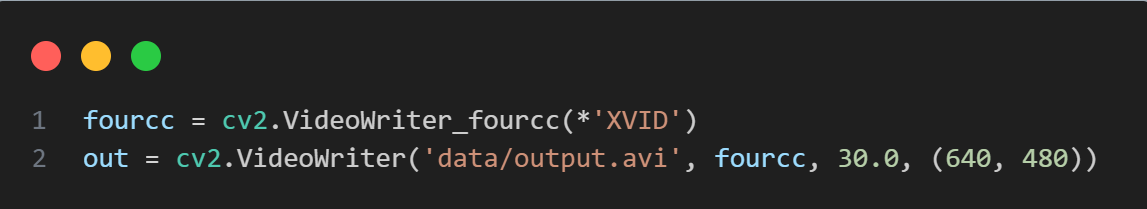 1 fourcc = cv2.VideoWriter_fourcc(*'XVID')
2 out = cv2.VideoWriter('data/output.avi', fourcc, 30.0, (640, 480))